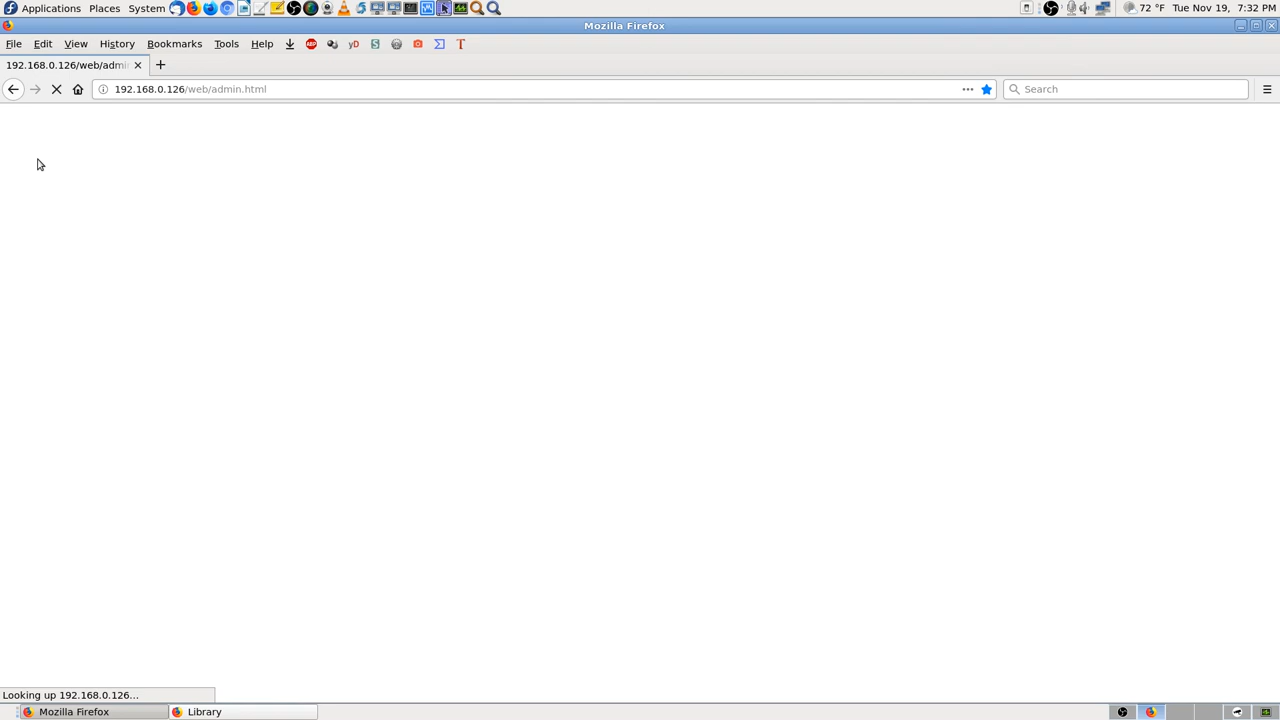 Applications Places System 72 °F Tue Nov 19, 7:32 PM
Mozilla Firefox
File Edit View History Bookmarks Tools Help
192.168.0.126/web/admi
192.168.0.126/web/admin.html Search
Looking up 192.168.0.126...
Mozilla Firefox Library